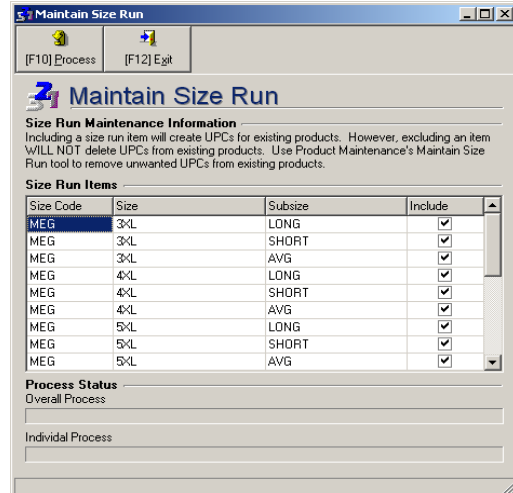 Maintain Size Run
[F10] Process [F12] Exit
Maintain Size Run
Size Run Maintenance Information
Including a size run item will create UPCs for existing products. However, excluding an item
WILL NOT delete UPCs from existing products. Use Product Maintenance's Maintain Size
Run tool to remove unwanted UPCs from existing products.
Size Run Items
Size Code Size Subsize Include
MEG 3XL LONG
MEG 3XL SHORT
MEG 3XL AVG
MEG 4XL LONG
MEG 4XL SHORT
MEG 4XL AVG
MEG 5XL LONG
MEG 5XL SHORT
MEG 5XL AVG
Process Status
Overall Process
Individal Process